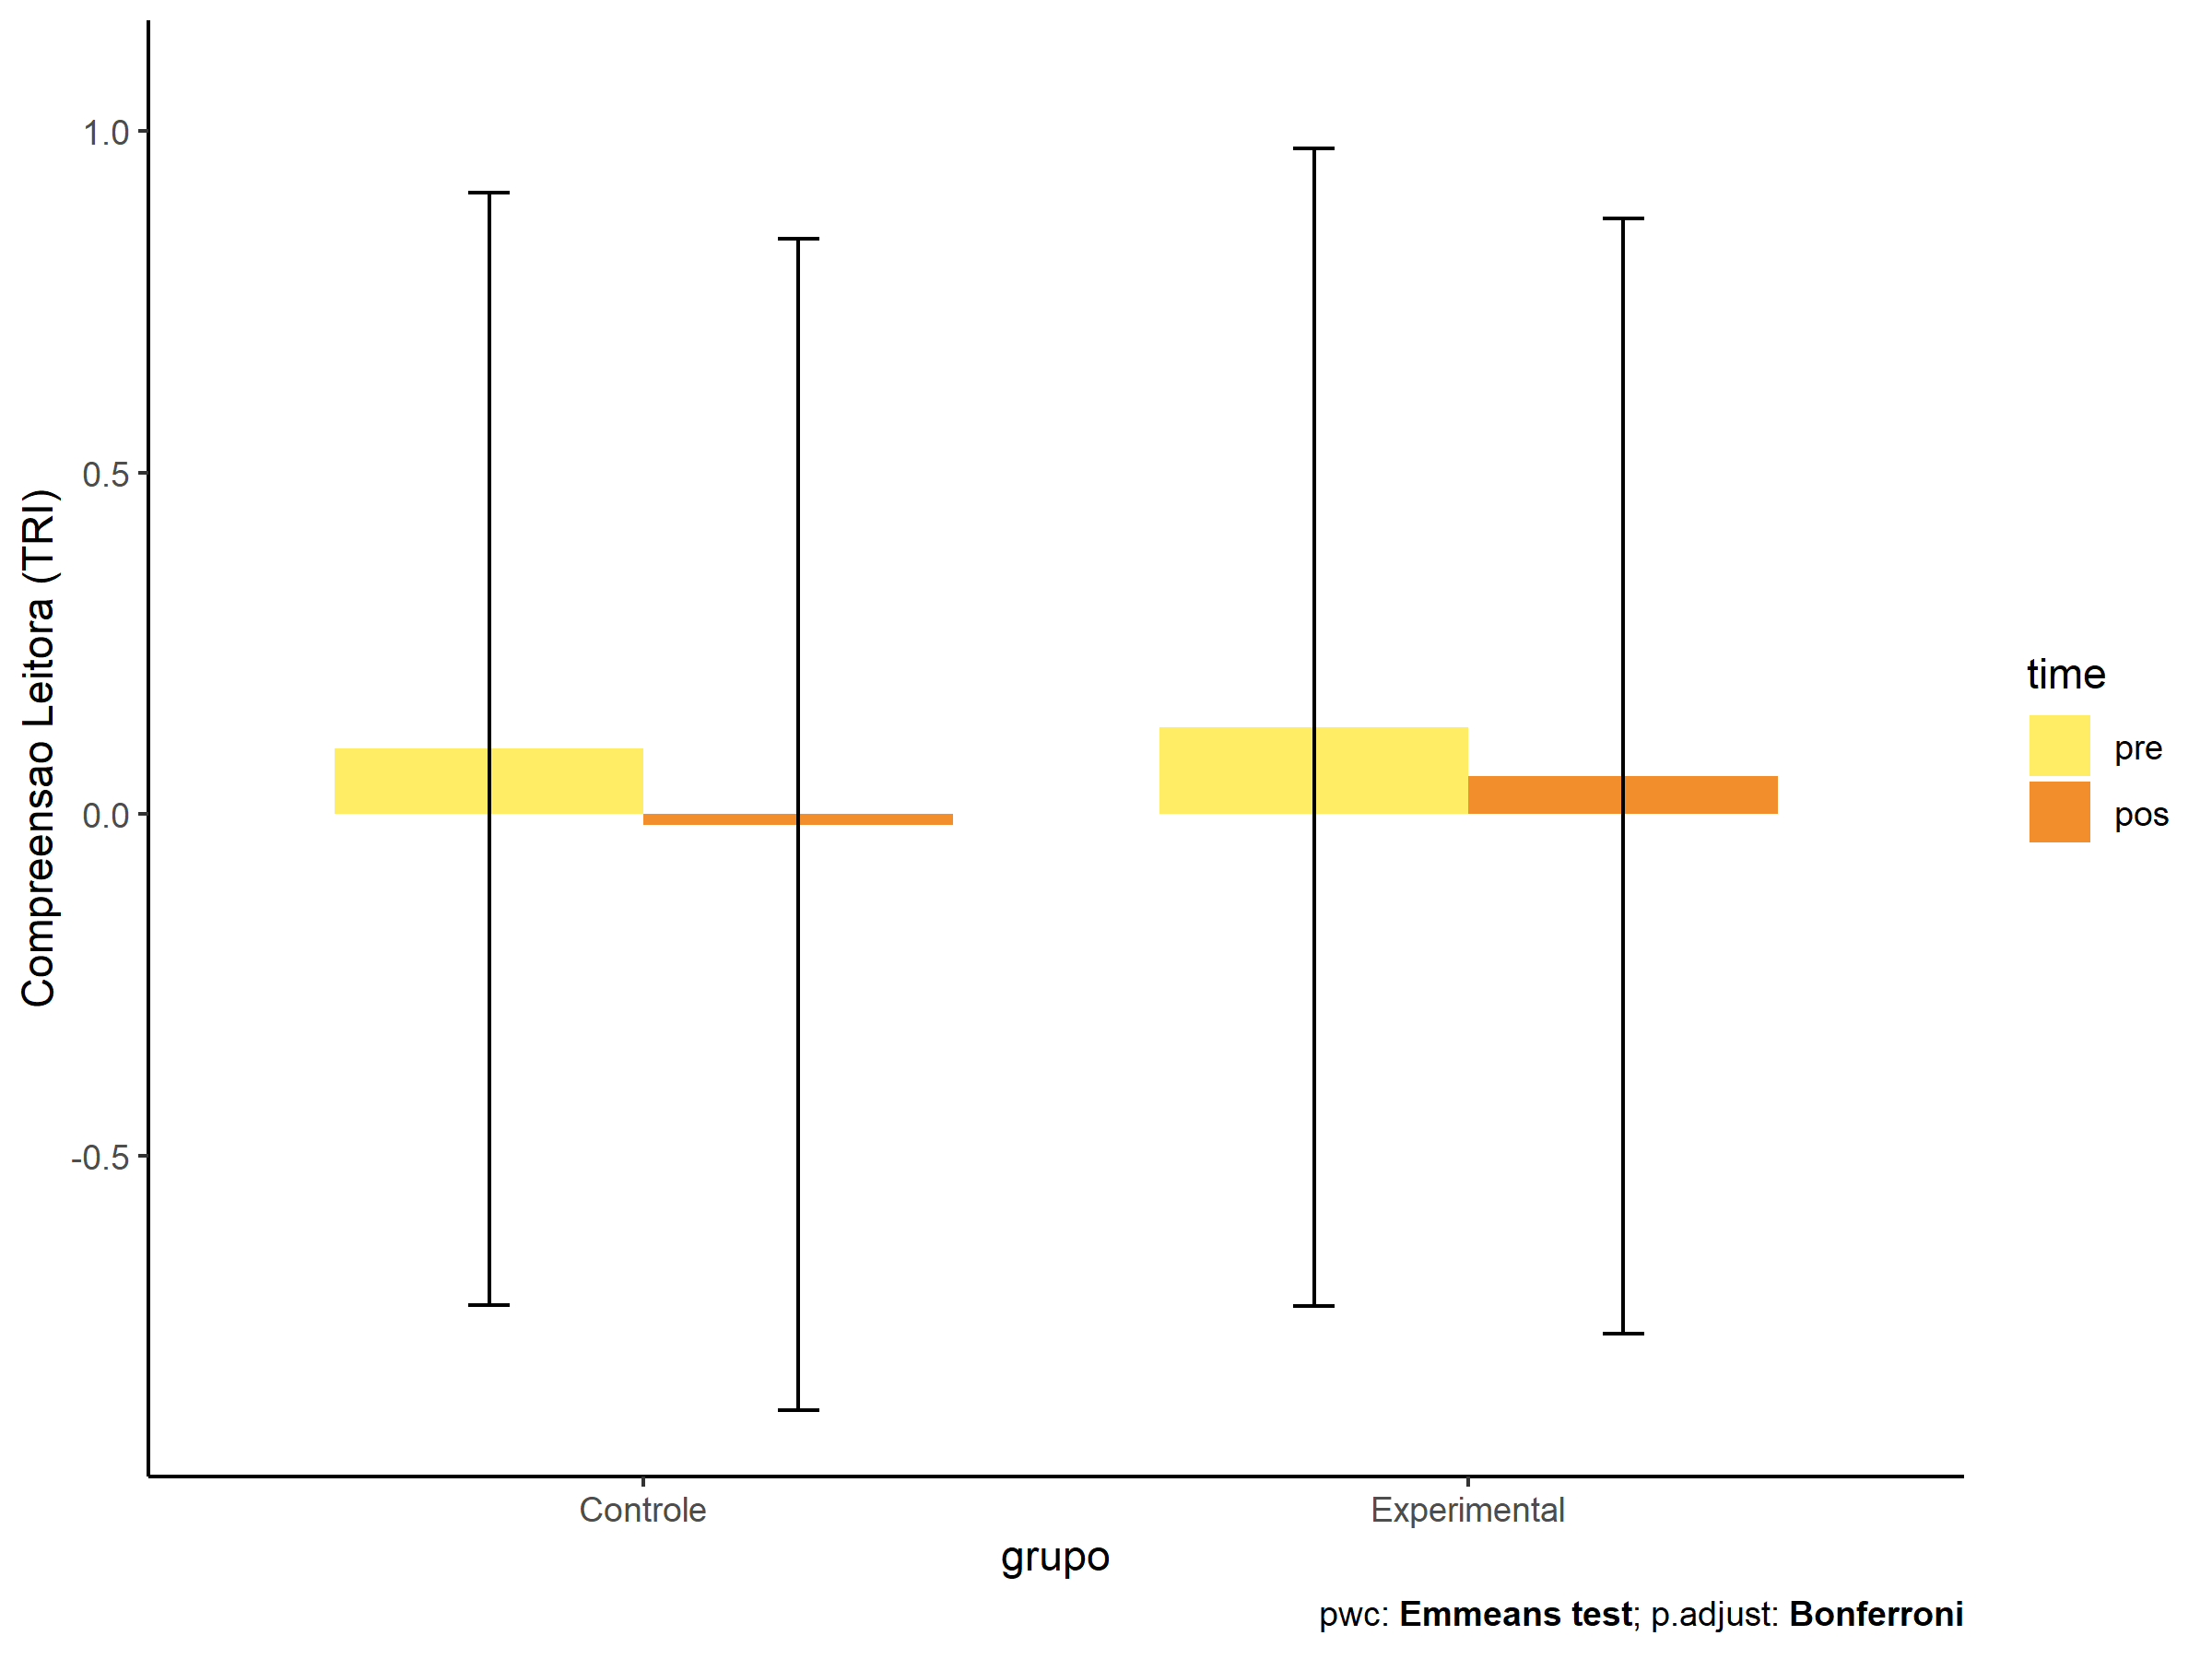 Compreensao Leitora (TRI)
1.0
0.5
0.0
-0.5
Controle
Experimental
grupo
time
pre
pos
pwc: Emmeans test; p.adjust: Bonferroni